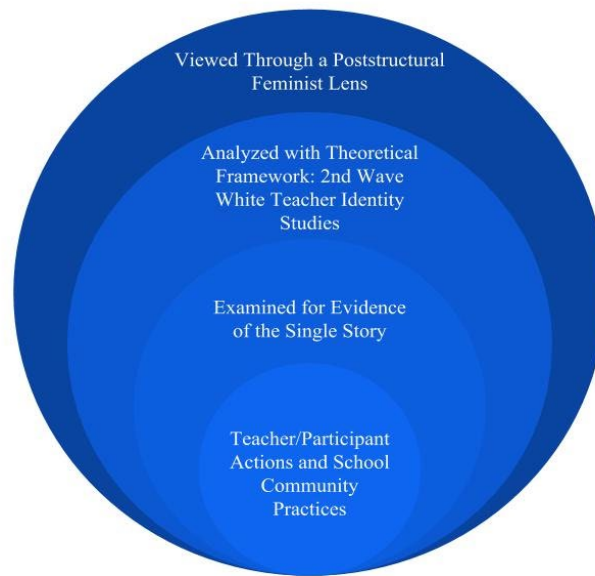 Viewed Through a Poststructural
Feminist Lens
Analyzed with Theoretical
Framework: 2nd Wave
White Teacher Identity
Studies
Examined for Evidence
of the Single Story
Teacher/Participant
Actions and School
Community
Practices